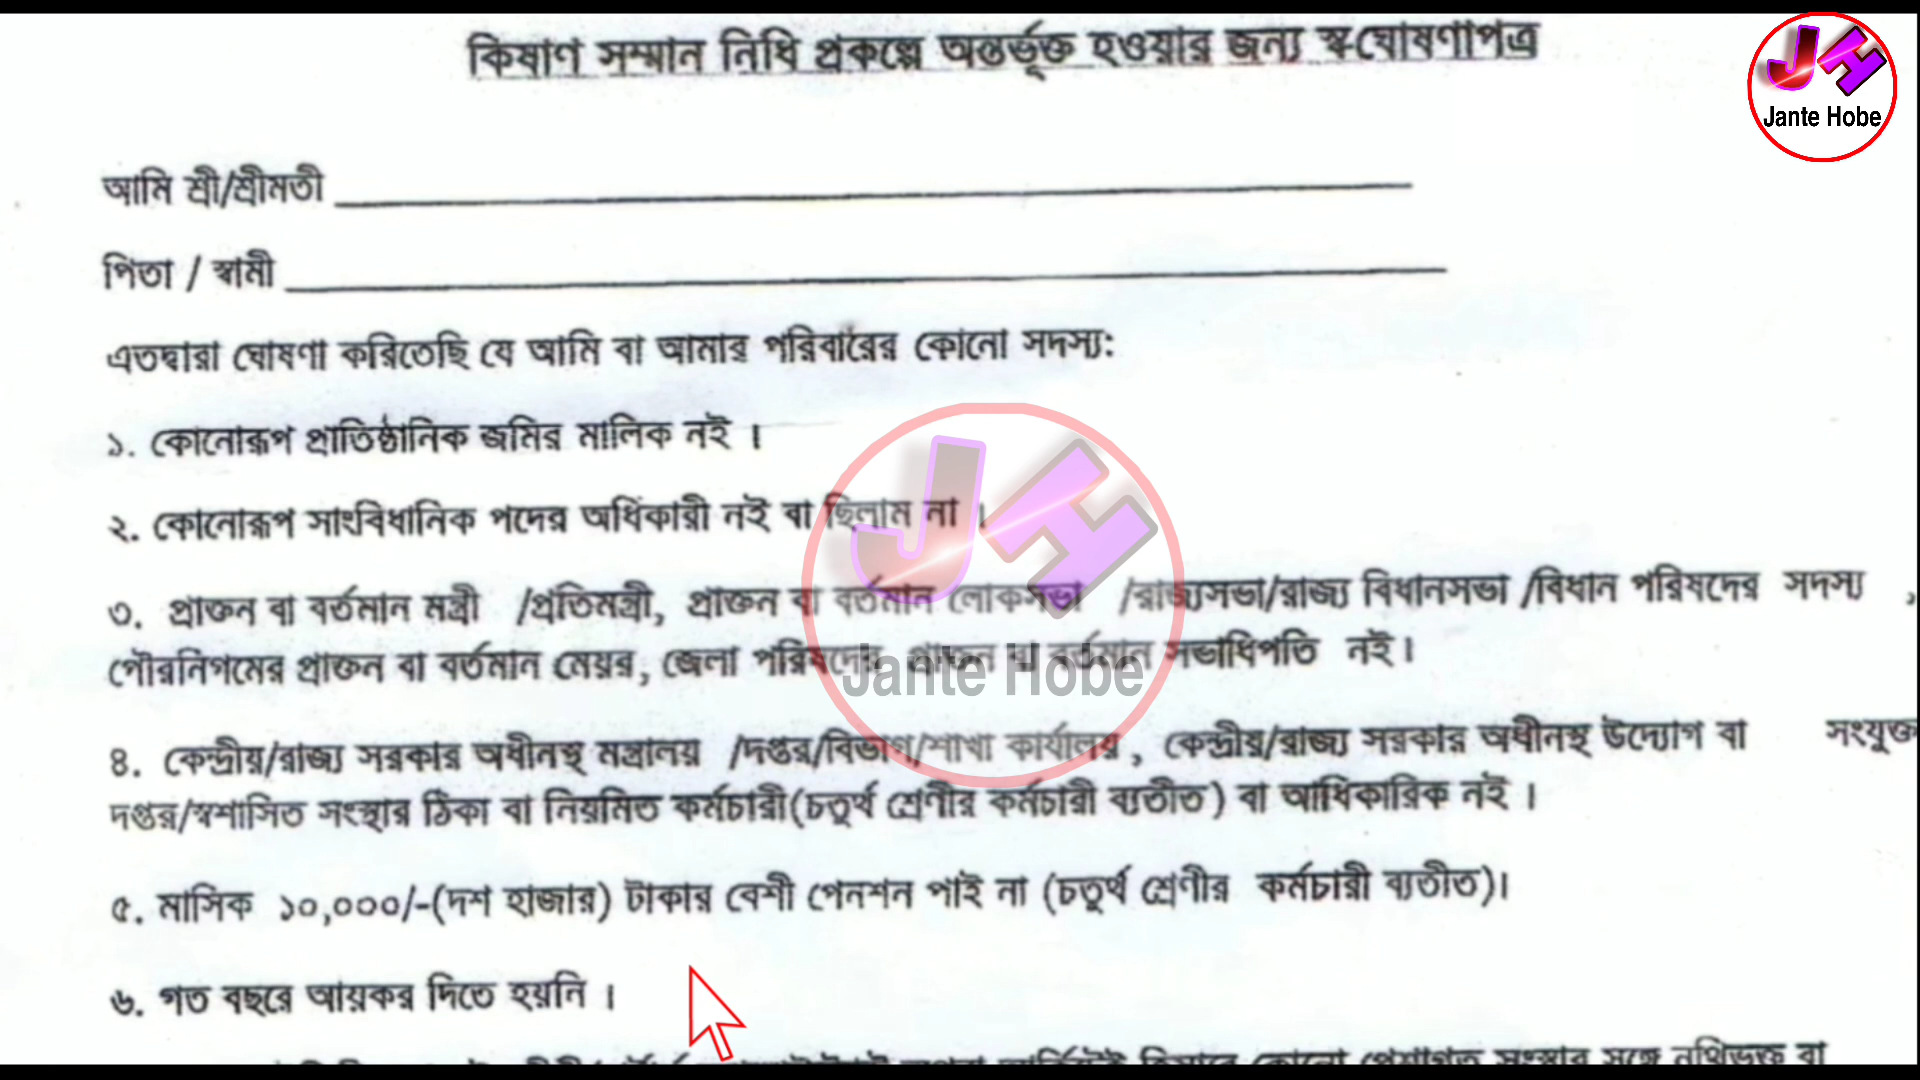 কিষাণ সম্মান নিধি প্রকল্পে অন্তর্ভূক্ত হওয়ার জন্য স্ব-ঘোষণাপত্র
Jante Hobe
আমি শ্রী/শ্রীমতী
পিতা / স্বামী
এতদ্বারা ঘোষণা করিতেছি যে আমি বা আমার পরিবারের কোনো সদস্য:
১. কোনোরূপ প্রাতিষ্ঠানিক জমির মালিক নই ।
২. কোনোরূপ সাংবিধানিক পদের অধিকারী নই বা ছিলাম না ।
৩. প্রাক্তন বা বর্তমান মন্ত্রী /প্রতিমন্ত্রী, প্রাক্তন বা বর্তমান লোকসভা /রাজ্যসভা/রাজ্য বিধানসভা /বিধান পরিষদের সদস্য ,
পৌরনিগমের প্রাক্তন বা বর্তমান মেয়র, জেলা পরিষদের প্রাক্তন বা বর্তমান সভাধিপতি নই।
Jante Hobe
৪. কেন্দ্রীয়/রাজ্য সরকার অধীনস্থ মন্ত্রালয় /দপ্তর/বিভাগ/শাখা কার্যালয় , কেন্দ্রীয়/রাজ্য সরকার অধীনস্থ উদ্যোগ বা সংযুক্ত
দপ্তর/স্বশাসিত সংস্থার ঠিকা বা নিয়মিত কর্মচারী(চতুর্থ শ্রেণীর কর্মচারী ব্যতীত) বা আধিকারিক নই ।
৫. মাসিক ১০,০০০/-(দশ হাজার) টাকার বেশী পেনশন পাই না (চতুর্থ শ্রেণীর কর্মচারী ব্যতীত)।
৬. গত বছরে আয়কর দিতে হয়নি ।